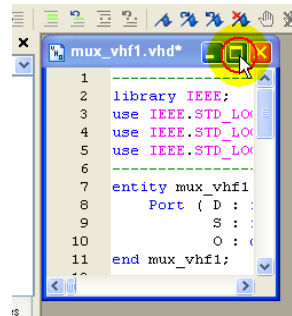 mux_vhf1.vhd*
1 --------------------
2 library IEEE;
3 use IEEE.STD_LO
4 use IEEE.STD_LO
5 use IEEE.STD_LO
6 --------------------
7 entity mux_vhf1
8 Port ( D :
9 S :
10 O :
11 end mux_vhf1;